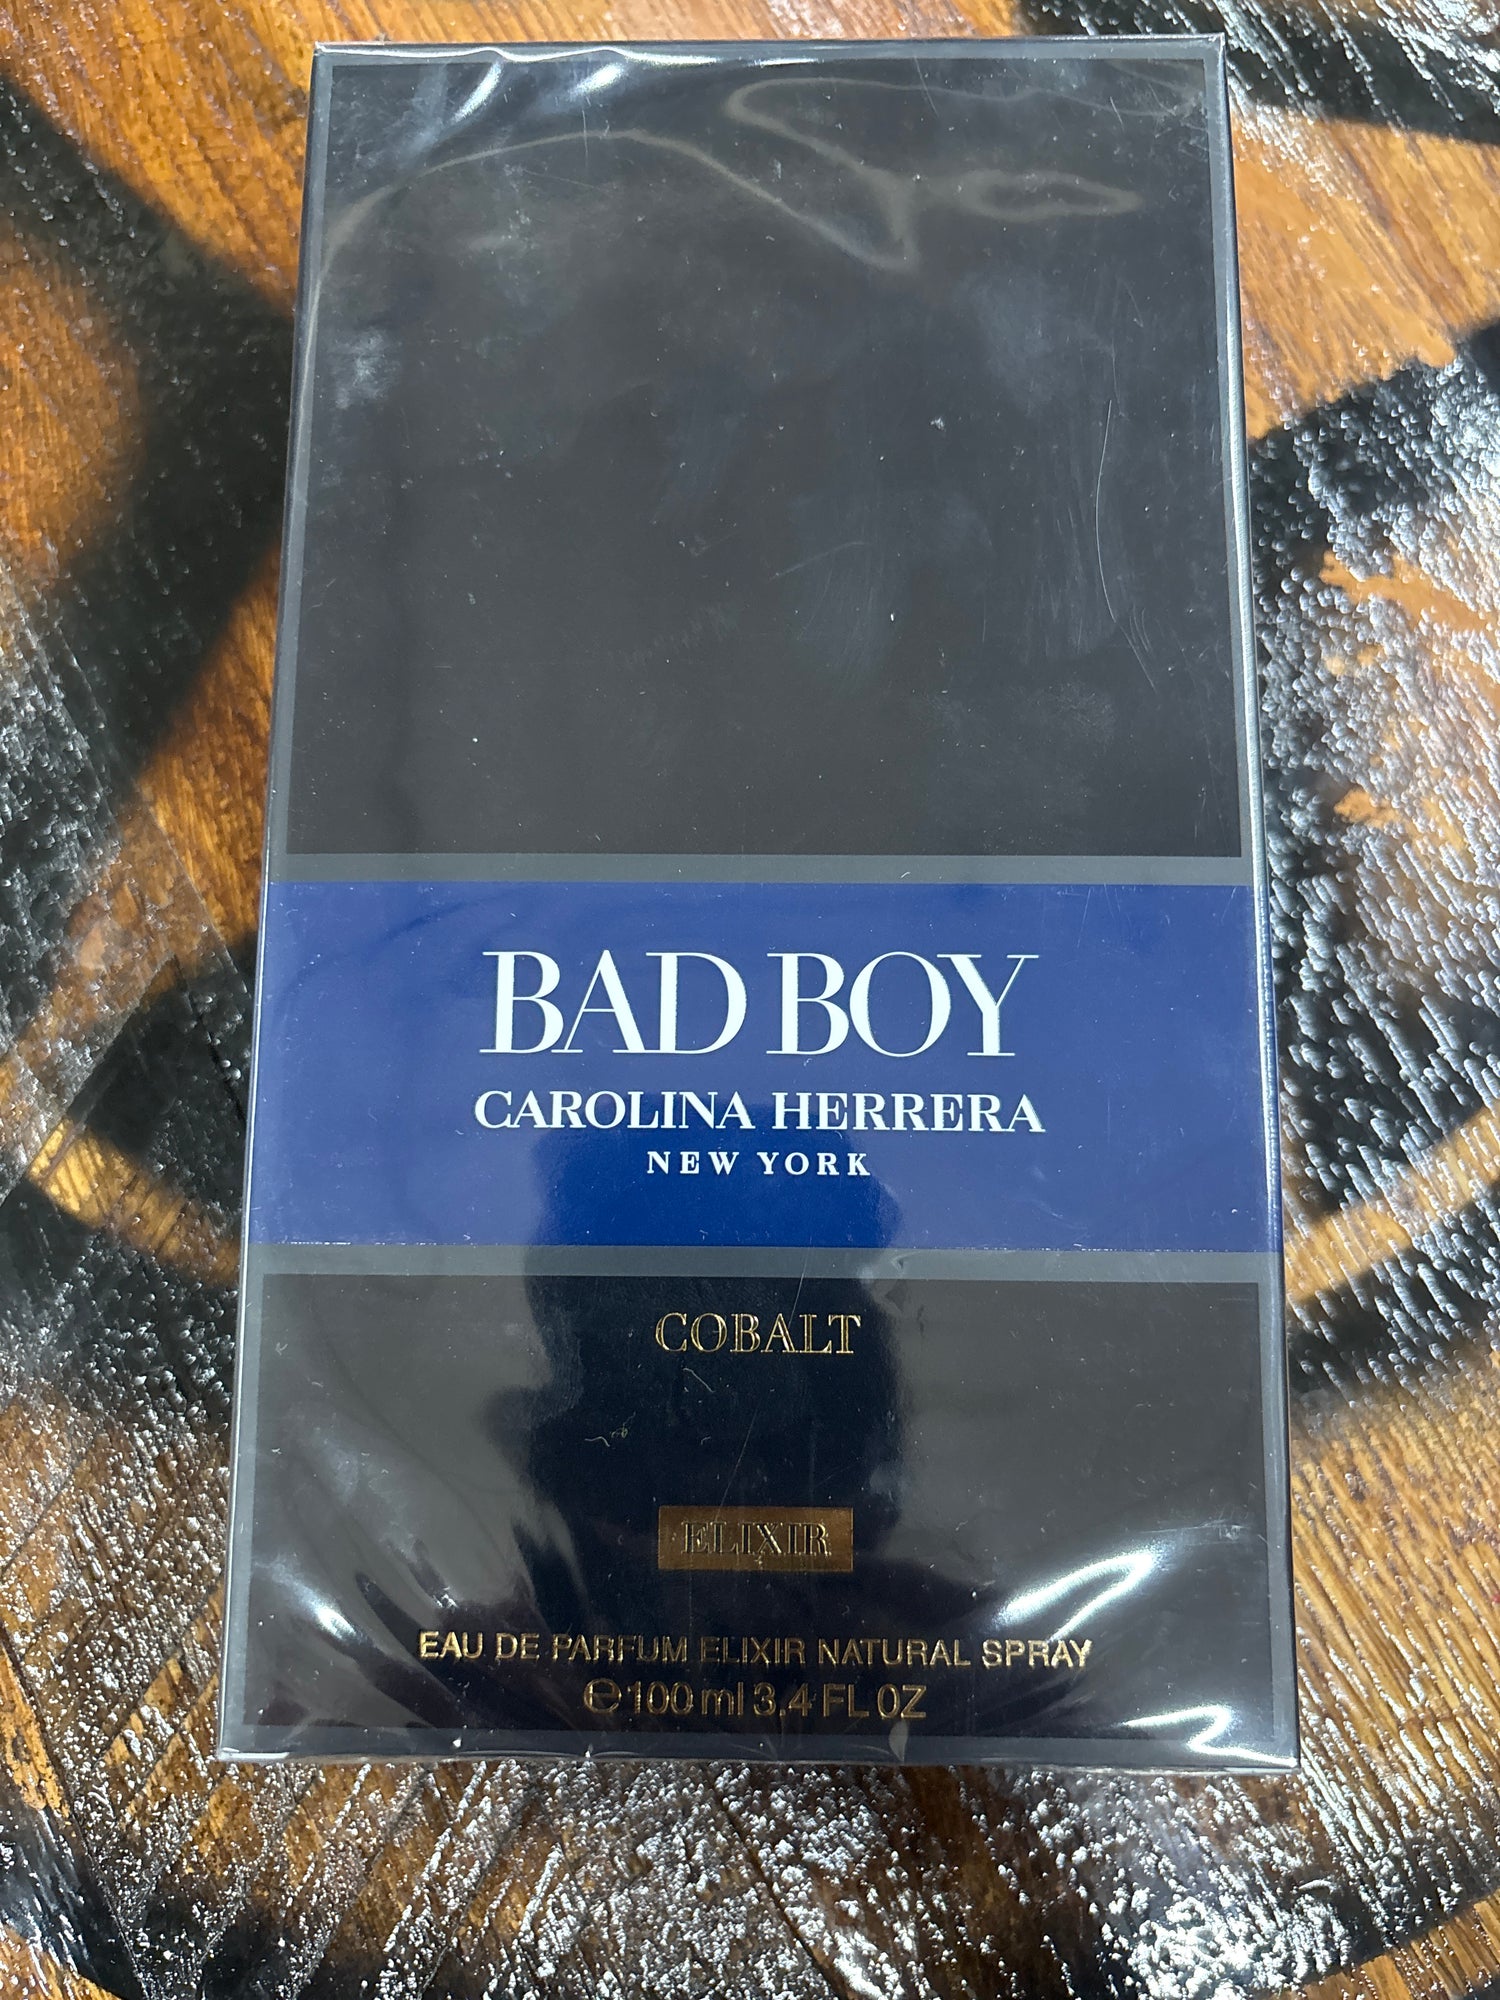 BAD BOY
CAROLINA HERRERA
NEW YORK
COBALT
ELIXIR
EAU DE PARFUM ELIXIR NATURAL SPRAY
℮ 100 ml 3.4 FL OZ